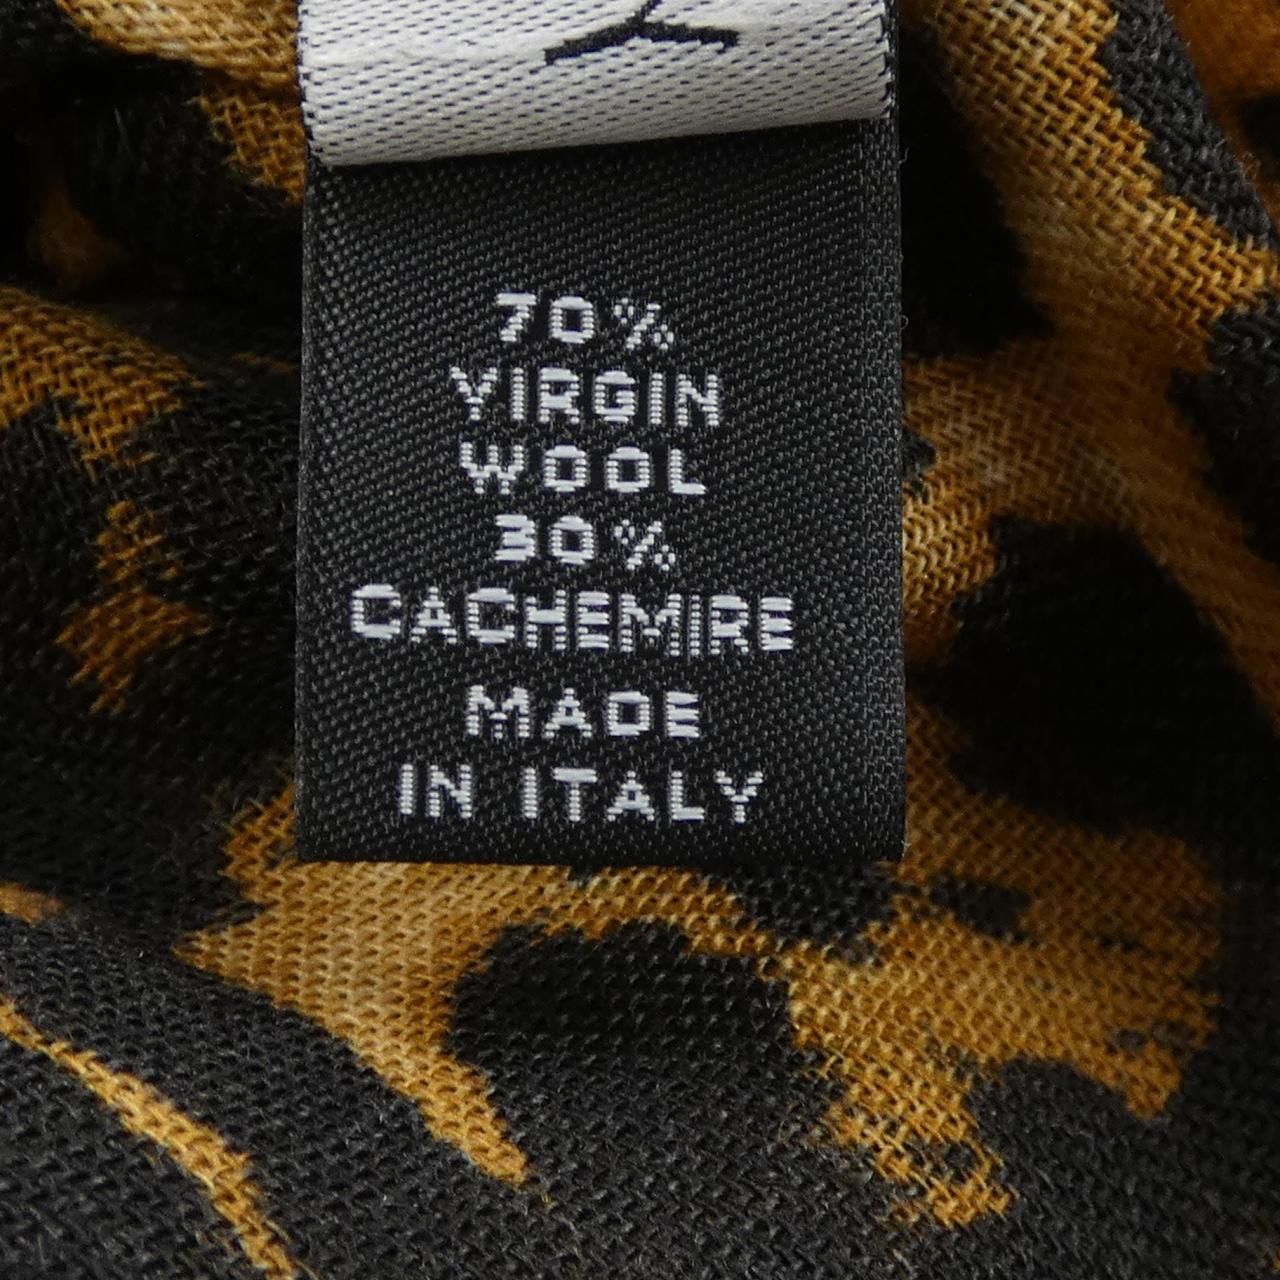 70%
VIRGIN
WOOL
30%
CACHEMIRE
MADE
IN ITALY